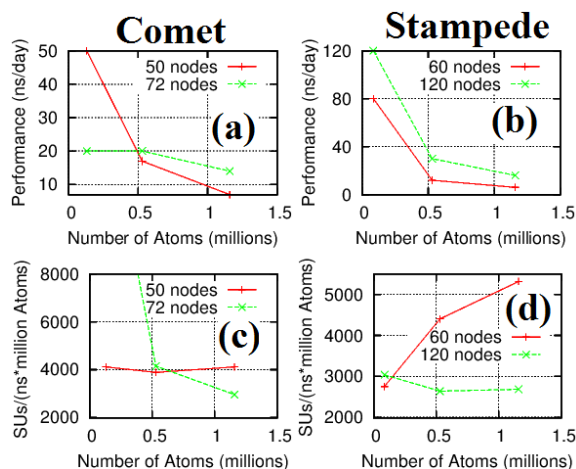 Comet
Stampede
Performance (ns/day)
50
40
30
20
10
50 nodes
72 nodes
(a)
0
0.5
1
1.5
Number of Atoms (millions)
Performance (ns/day)
120
80
40
0
60 nodes
120 nodes
(b)
0
0.5
1
1.5
Number of Atoms (millions)
SUs/(ns*million Atoms)
8000
6000
4000
2000
50 nodes
72 nodes
(c)
0
0.5
1
1.5
Number of Atoms (millions)
SUs/(ns*million Atoms)
5000
4000
3000
2000
(d)
60 nodes
120 nodes
0
0.5
1
1.5
Number of Atoms (millions)